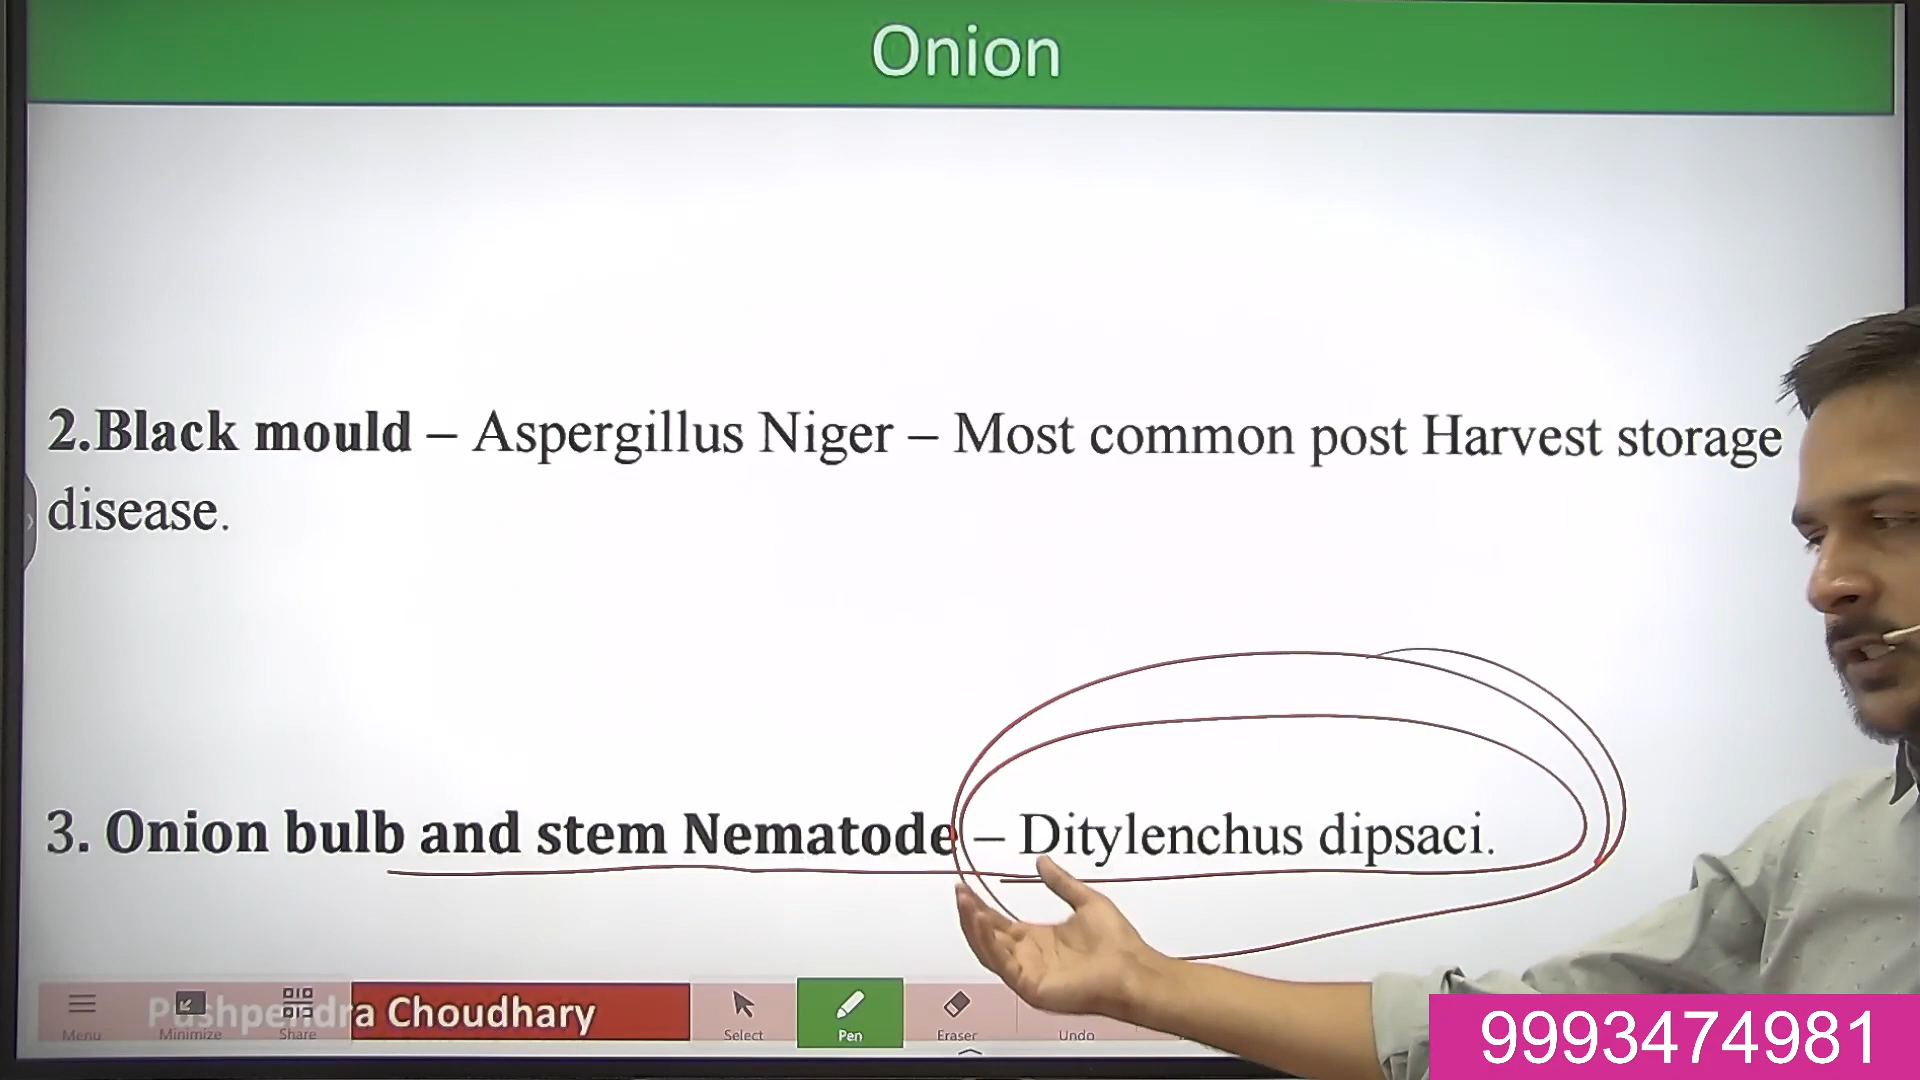 Onion
2.Black mould – Aspergillus Niger – Most common post Harvest storage
disease.
3. Onion bulb and stem Nematode – Ditylenchus dipsaci.
Pushpendra Choudhary
Menu
Minimize
Share
Select
Pen
Eraser
Undo
9993474981